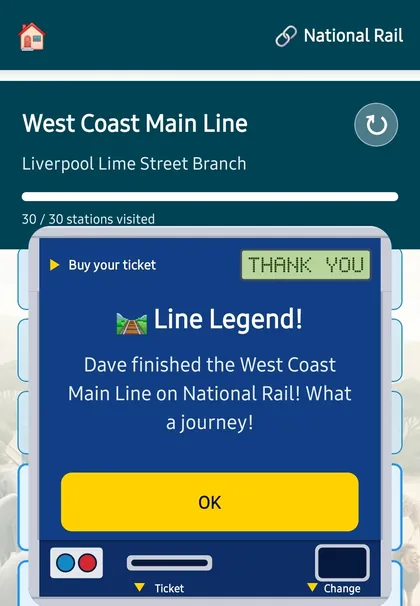 National Rail
West Coast Main Line
Liverpool Lime Street Branch
30 / 30 stations visited
Buy your ticket
THANK YOU
Line Legend!
Dave finished the West Coast
Main Line on National Rail! What
a journey!
OK
Ticket
Change